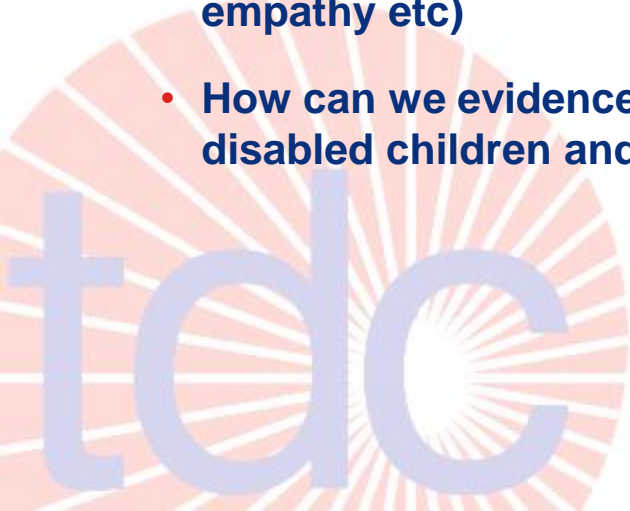 empathy etc)
• How can we evidence
disabled children and
tdc